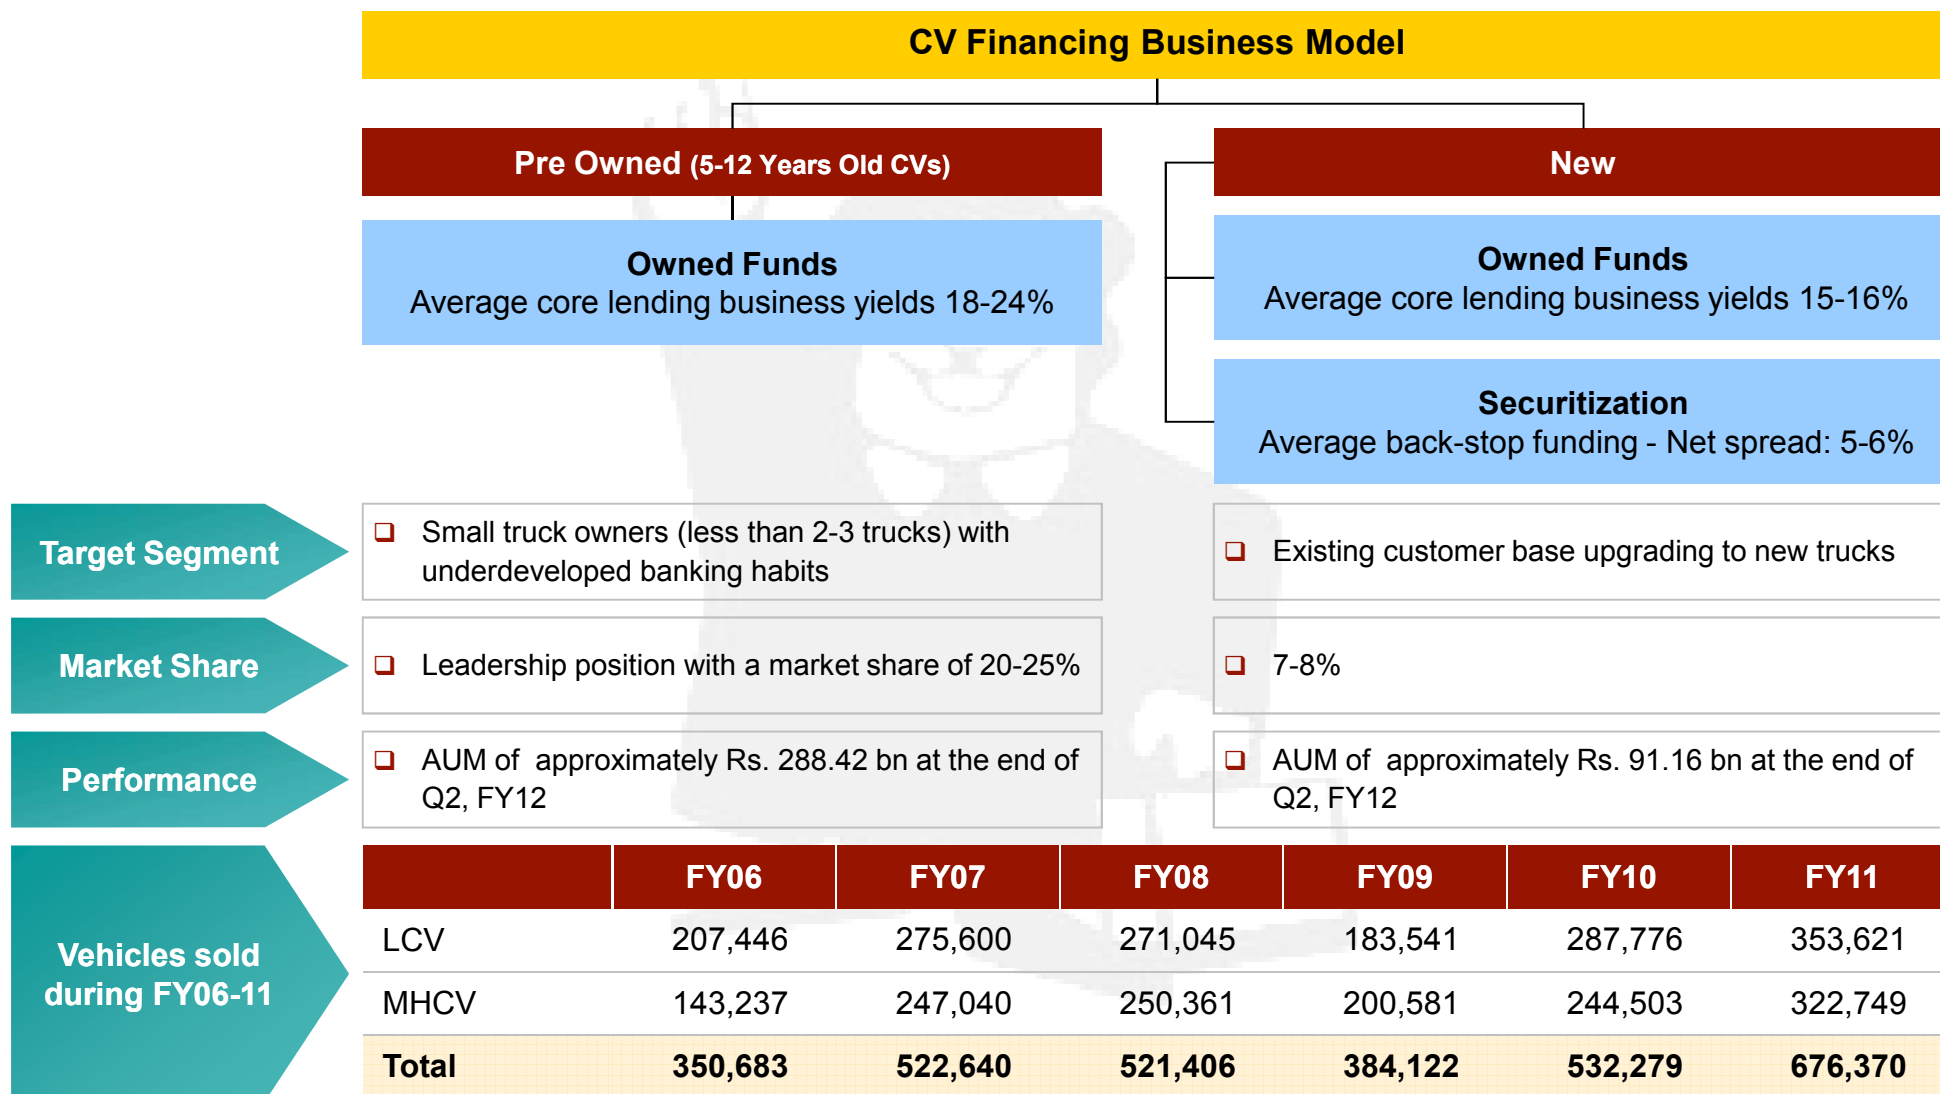 CV Financing Business Model
Pre Owned (5-12 Years Old CVs)
New
Owned Funds
Average core lending business yields 18-24%
Owned Funds
Average core lending business yields 15-16%
Securitization
Average back-stop funding - Net spread: 5-6%
Target Segment
Small truck owners (less than 2-3 trucks) with
underdeveloped banking habits
Existing customer base upgrading to new trucks
Market Share
Leadership position with a market share of 20-25%
7-8%
Performance
AUM of approximately Rs. 288.42 bn at the end of
Q2, FY12
AUM of approximately Rs. 91.16 bn at the end of
Q2, FY12
Vehicles sold
during FY06-11
FY06 FY07 FY08 FY09 FY10 FY11
LCV 207,446 275,600 271,045 183,541 287,776 353,621
MHCV 143,237 247,040 250,361 200,581 244,503 322,749
Total 350,683 522,640 521,406 384,122 532,279 676,370